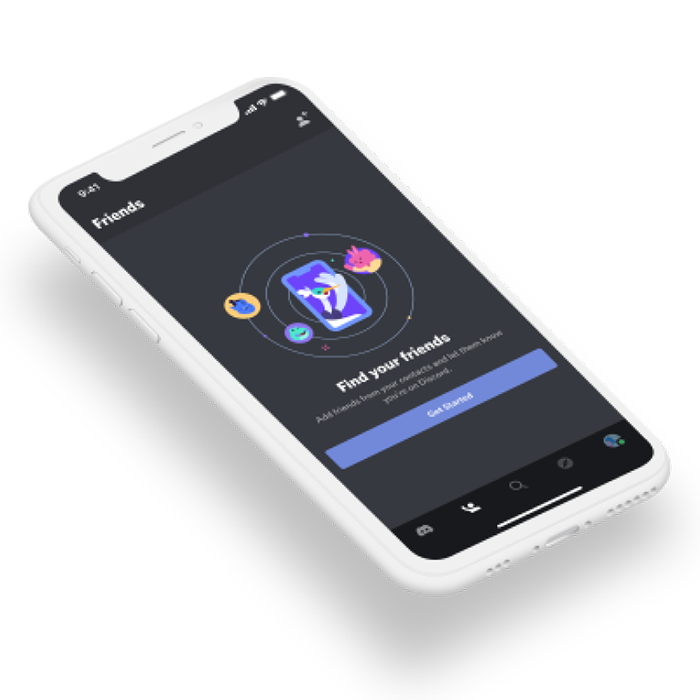 9:41
Friends
Find your friends
Add friends from your contacts and let them know
you're on Discord.
Get Started